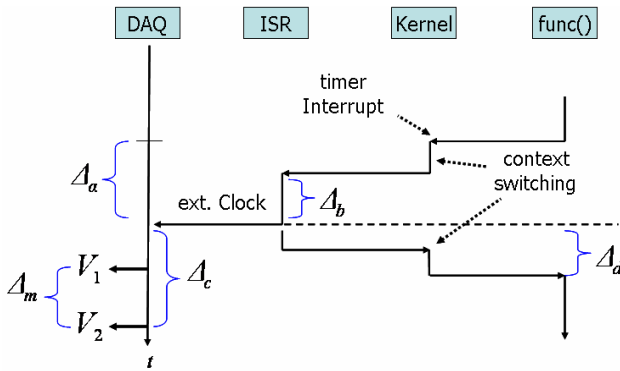 DAQ
ISR
Kernel
func()
timer
Interrupt
Δa
context
switching
ext. Clock
Δb
Δc
Δd
V1
Δm
V2
t